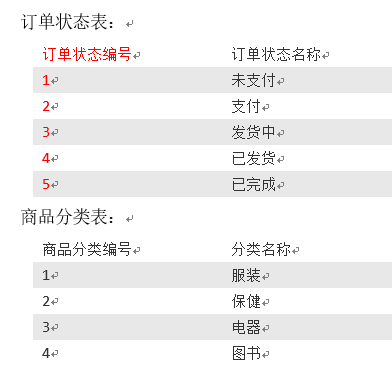 订单状态表：
订单状态编号 订单状态名称
1 未支付
2 支付
3 发货中
4 已发货
5 已完成
商品分类表：
商品分类编号 分类名称
1 服装
2 保健
3 电器
4 图书